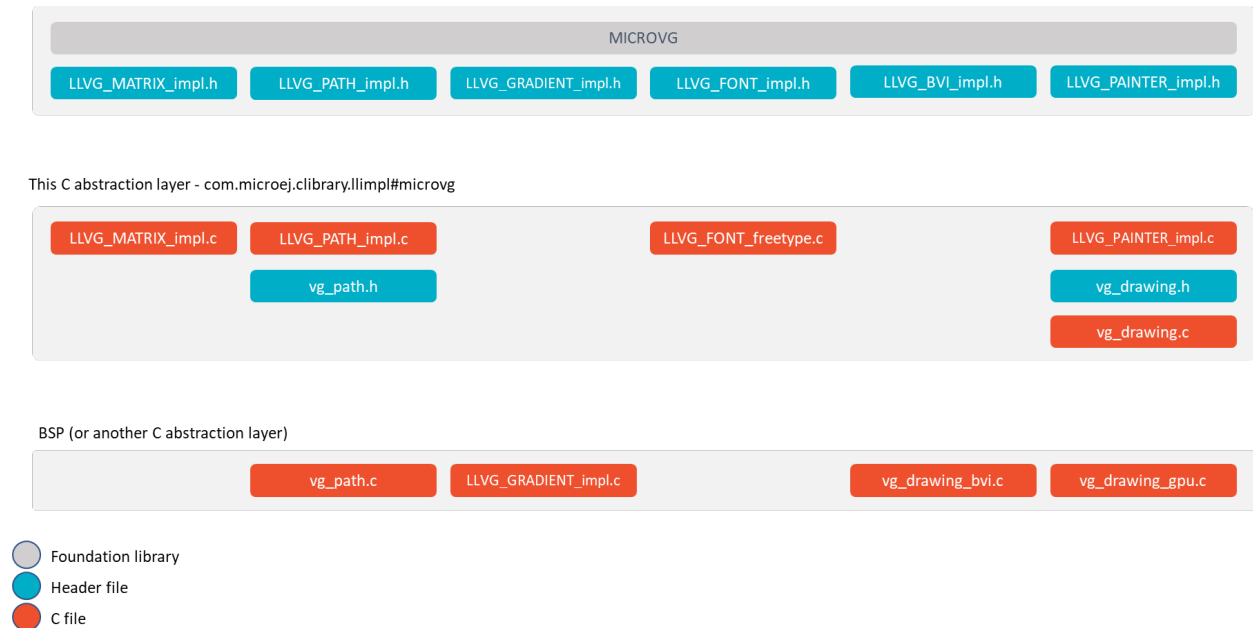 MICROVG
LLVG_MATRIX_impl.h LLVG_PATH_impl.h LLVG_GRADIENT_impl.h LLVG_FONT_impl.h LLVG_BVI_impl.h LLVG_PAINTER_impl.h
This C abstraction layer - com.microej.clibrary.llimpl#microvg
LLVG_MATRIX_impl.c LLVG_PATH_impl.c LLVG_FONT_freetype.c LLVG_PAINTER_impl.c
vg_path.h vg_drawing.h
vg_drawing.c
BSP (or another C abstraction layer)
vg_path.c LLVG_GRADIENT_impl.c vg_drawing_bvi.c vg_drawing_gpu.c
Foundation library
Header file
C file